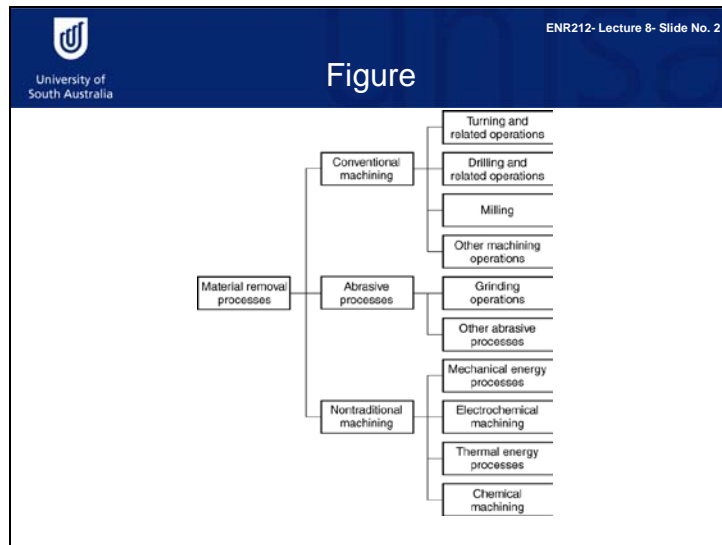 ENR212- Lecture 8- Slide No. 2
University of
South Australia
Figure
Turning and
related operations
Conventional
machining
Drilling and
related operations
Milling
Other machining
operations
Material removal
processes
Abrasive
processes
Grinding
operations
Other abrasive
processes
Mechanical energy
processes
Nontraditional
machining
Electrochemical
machining
Thermal energy
processes
Chemical
machining